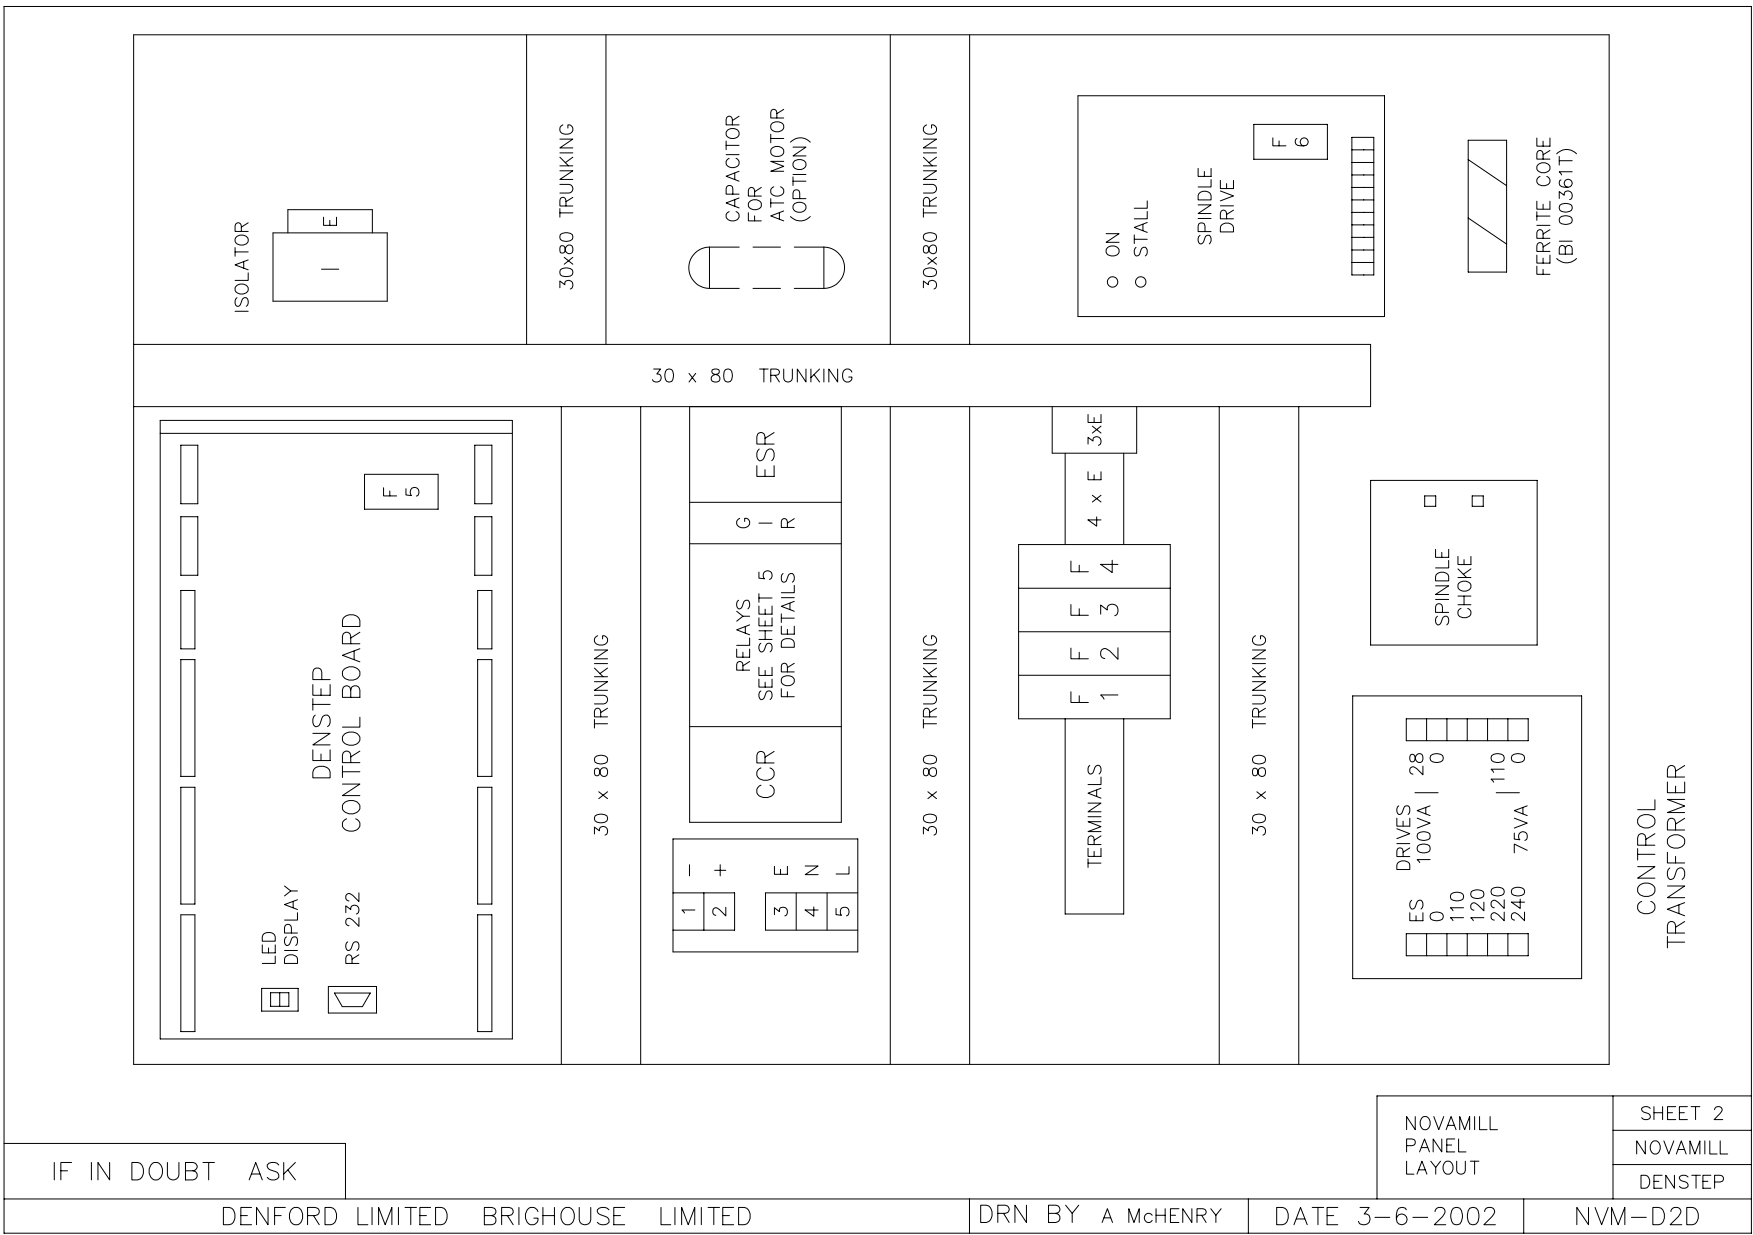 ISOLATOR
I
E
30x80 TRUNKING
CAPACITOR
FOR
ATC MOTOR
(OPTION)
30x80 TRUNKING
ON
STALL
SPINDLE
DRIVE
F
6
FERRITE CORE
(BI 00361T)
30 x 80 TRUNKING
F
5
DENSTEP
CONTROL BOARD
LED
DISPLAY
RS 232
30 x 80 TRUNKING
ESR
G
I
R
RELAYS
SEE SHEET 5
FOR DETAILS
CCR
1 −
2 +
3 E
4 N
5 L
30 x 80 TRUNKING
3xE
4 x E
F
4
F
3
F
2
F
1
TERMINALS
30 x 80 TRUNKING
SPINDLE
CHOKE
DRIVES
100VA | 28
0
75VA | 110
0
ES
0
110
120
220
240
CONTROL
TRANSFORMER
NOVAMILL
PANEL
LAYOUT
SHEET 2
NOVAMILL
DENSTEP
IF IN DOUBT ASK
DENFORD LIMITED BRIGHOUSE LIMITED
DRN BY A McHENRY
DATE 3-6-2002
NVM-D2D